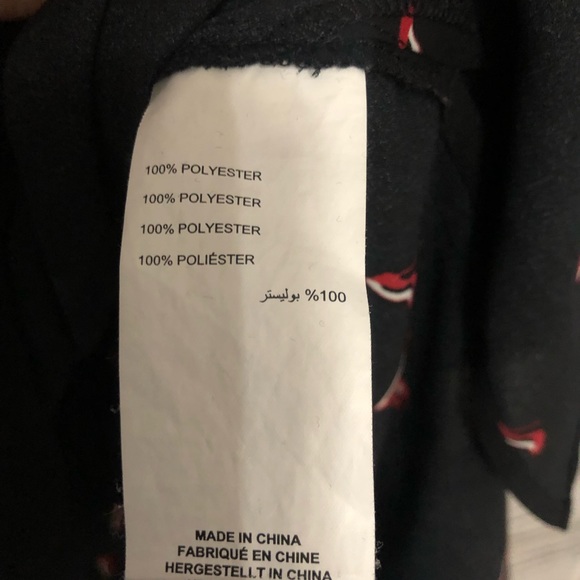 100% POLYESTER
100% POLYESTER
100% POLYESTER
100% POLIÉSTER
%100 بوليستر
MADE IN CHINA
FABRIQUÉ EN CHINE
HERGESTELLT IN CHINA